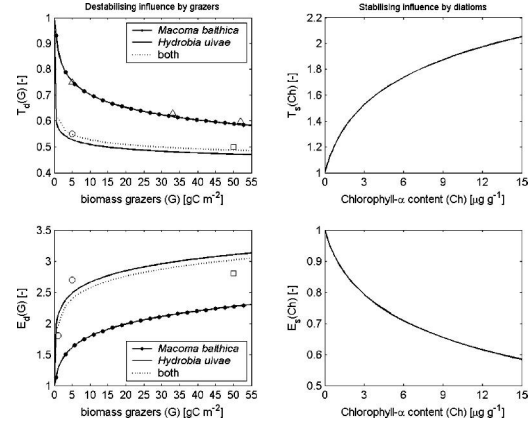 Destabilising influence by grazers
1
0.9
0.8
0.7
0.6
0.5
0.4
T_d(G) [-]
Macoma balthica
Hydrobia ulvae
both
0 5 10 15 20 25 30 35 40 45 50 55
biomass grazers (G) [gC m⁻²]
Stabilising influence by diatoms
2.2
2
1.8
1.6
1.4
1.2
1
T_s(Ch) [-]
0 3 6 9 12 15
Chlorophyll-α content (Ch) [μg g⁻¹]
4
3.5
3
2.5
2
1.5
1
E_d(G) [-]
Macoma balthica
Hydrobia ulvae
both
0 5 10 15 20 25 30 35 40 45 50 55
biomass grazers (G) [gC m⁻²]
1
0.9
0.8
0.7
0.6
0.5
E_s(Ch) [-]
0 3 6 9 12 15
Chlorophyll-α content (Ch) [μg g⁻¹]